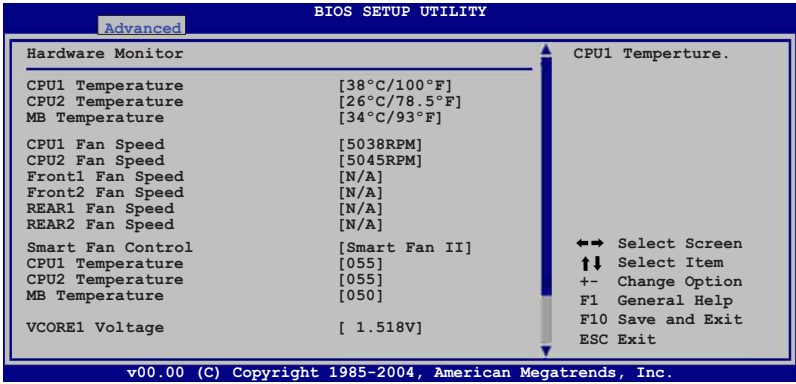 BIOS SETUP UTILITY
Advanced
Hardware Monitor
CPU1 Temperature [38°C/100°F]
CPU2 Temperature [26°C/78.5°F]
MB Temperature [34°C/93°F]
CPU1 Fan Speed [5038RPM]
CPU2 Fan Speed [5045RPM]
Front1 Fan Speed [N/A]
Front2 Fan Speed [N/A]
REAR1 Fan Speed [N/A]
REAR2 Fan Speed [N/A]
Smart Fan Control [Smart Fan II]
CPU1 Temperature [055]
CPU2 Temperature [055]
MB Temperature [050]
VCORE1 Voltage [ 1.518V]
CPU1 Temperture.
←→ Select Screen
↑↓ Select Item
+- Change Option
F1 General Help
F10 Save and Exit
ESC Exit
v00.00 (C) Copyright 1985-2004, American Megatrends, Inc.